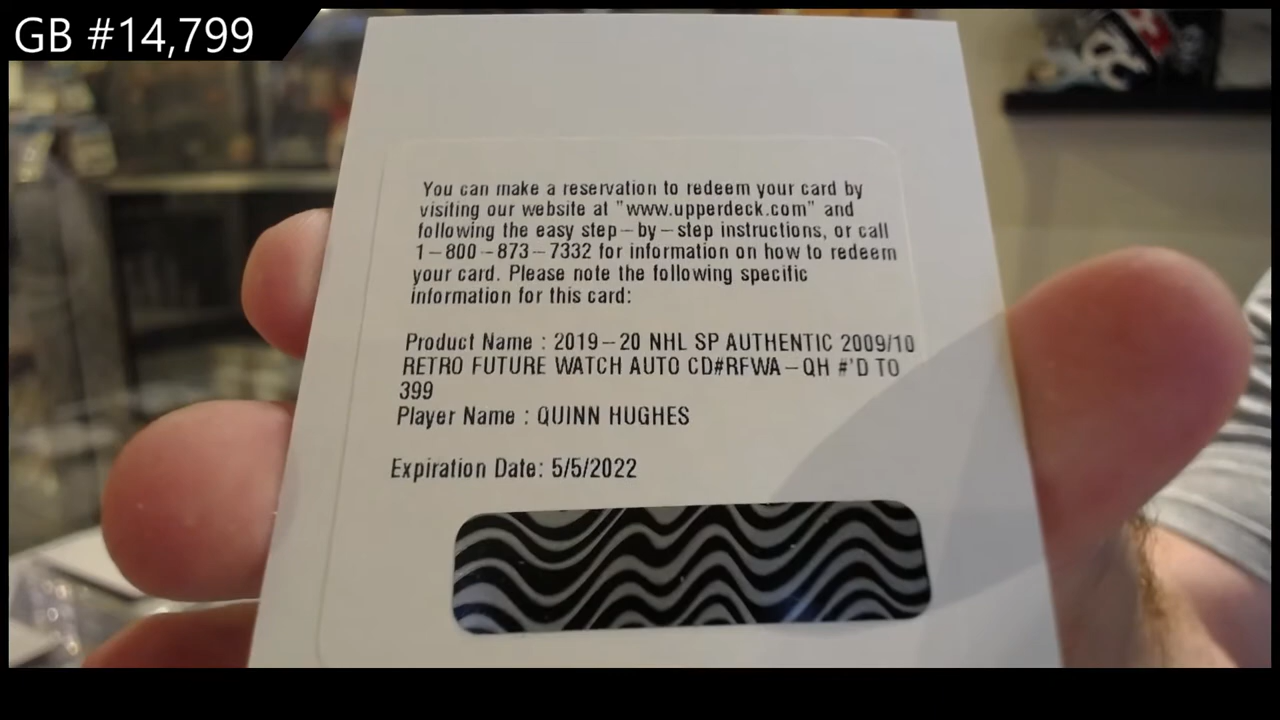 GB #14,799
You can make a reservation to redeem your card by
visiting our website at "www.upperdeck.com" and
following the easy step-by-step instructions, or call
1-800-873-7332 for information on how to redeem
your card. Please note the following specific
information for this card:
Product Name : 2019-20 NHL SP AUTHENTIC 2009/10
RETRO FUTURE WATCH AUTO CD#RFWA-QH #'D TO
399
Player Name : QUINN HUGHES
Expiration Date: 5/5/2022